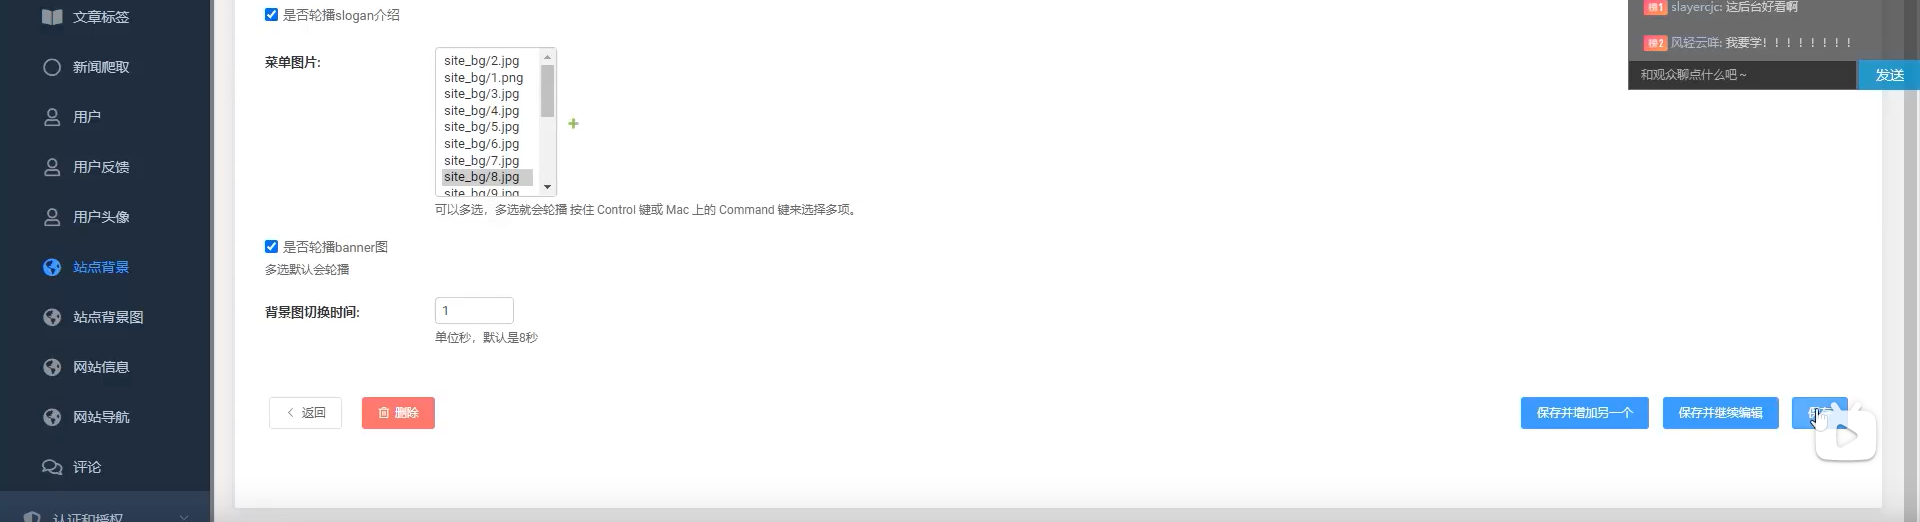 文章标签
新闻爬取
用户
用户反馈
用户头像
站点背景
站点背景图
网站信息
网站导航
评论
认证和授权
是否轮播slogan介绍
菜单图片:
site_bg/2.jpg
site_bg/1.png
site_bg/3.jpg
site_bg/4.jpg
site_bg/5.jpg
site_bg/6.jpg
site_bg/7.jpg
site_bg/8.jpg
site_bg/9.jpg
可以多选，多选就会轮播 按住 Control 键或 Mac 上的 Command 键来选择多项。
是否轮播banner图
多选默认会轮播
背景图切换时间:
1
单位秒，默认是8秒
返回
删除
保存并增加另一个
保存并继续编辑
榜1 slayercjc: 这后台好看啊
榜2 风轻云咩: 我要学！！！！！！！！
和观众聊点什么吧~
发送